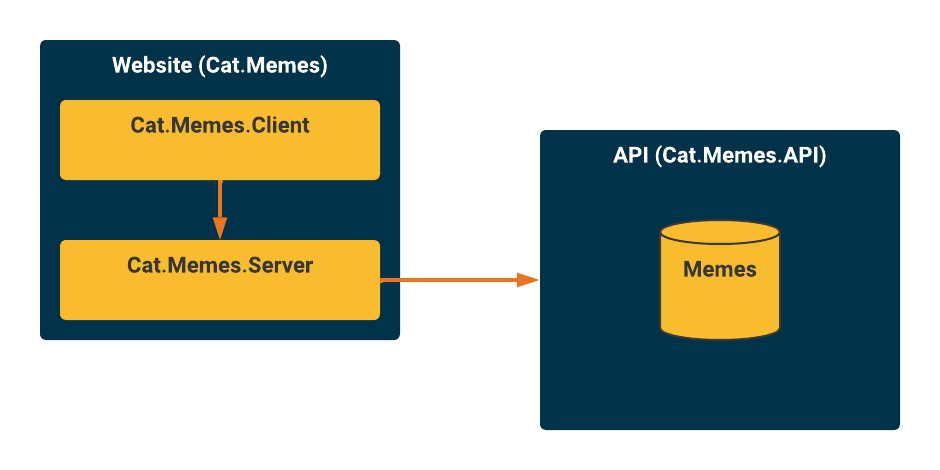 Website (Cat.Memes)
Cat.Memes.Client
Cat.Memes.Server
API (Cat.Memes.API)
Memes